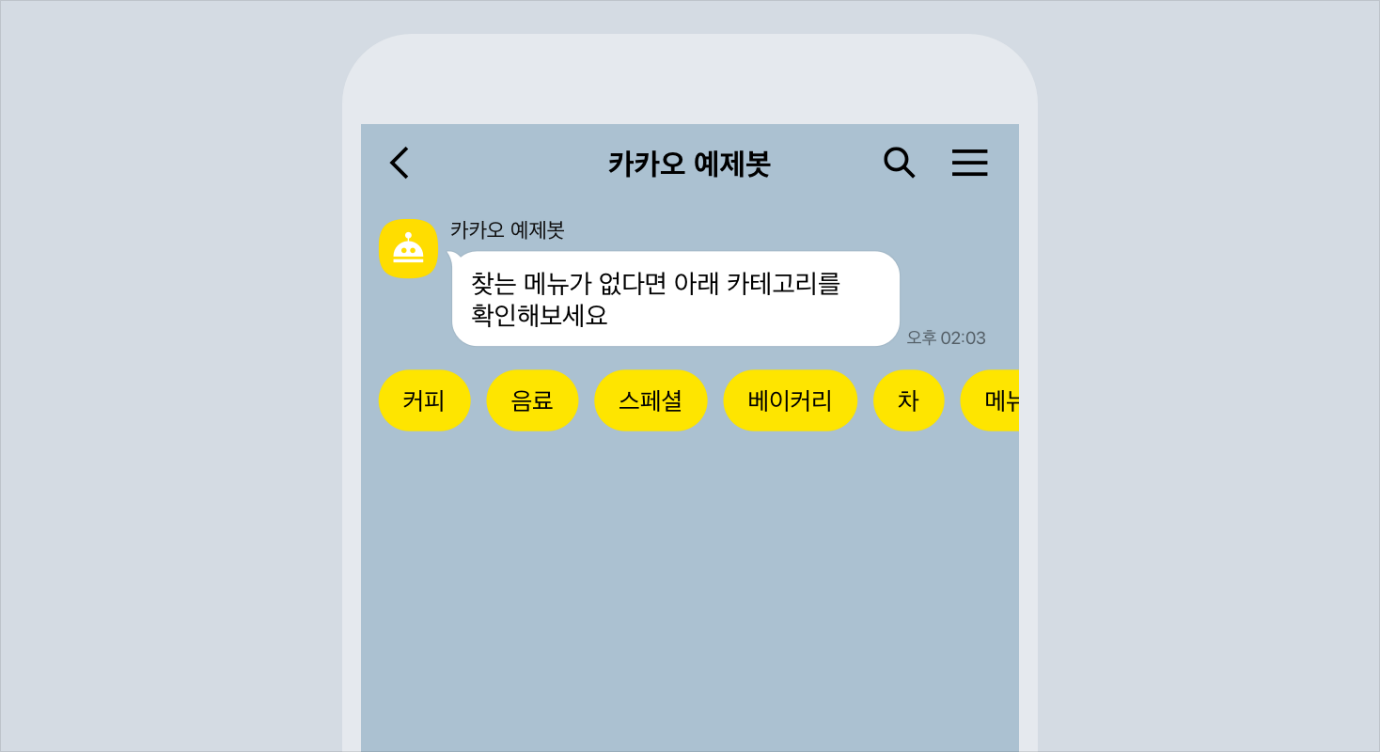 카카오 예제봇
카카오 예제봇
찾는 메뉴가 없다면 아래 카테고리를
확인해보세요
오후 02:03
커피 음료 스페셜 베이커리 차